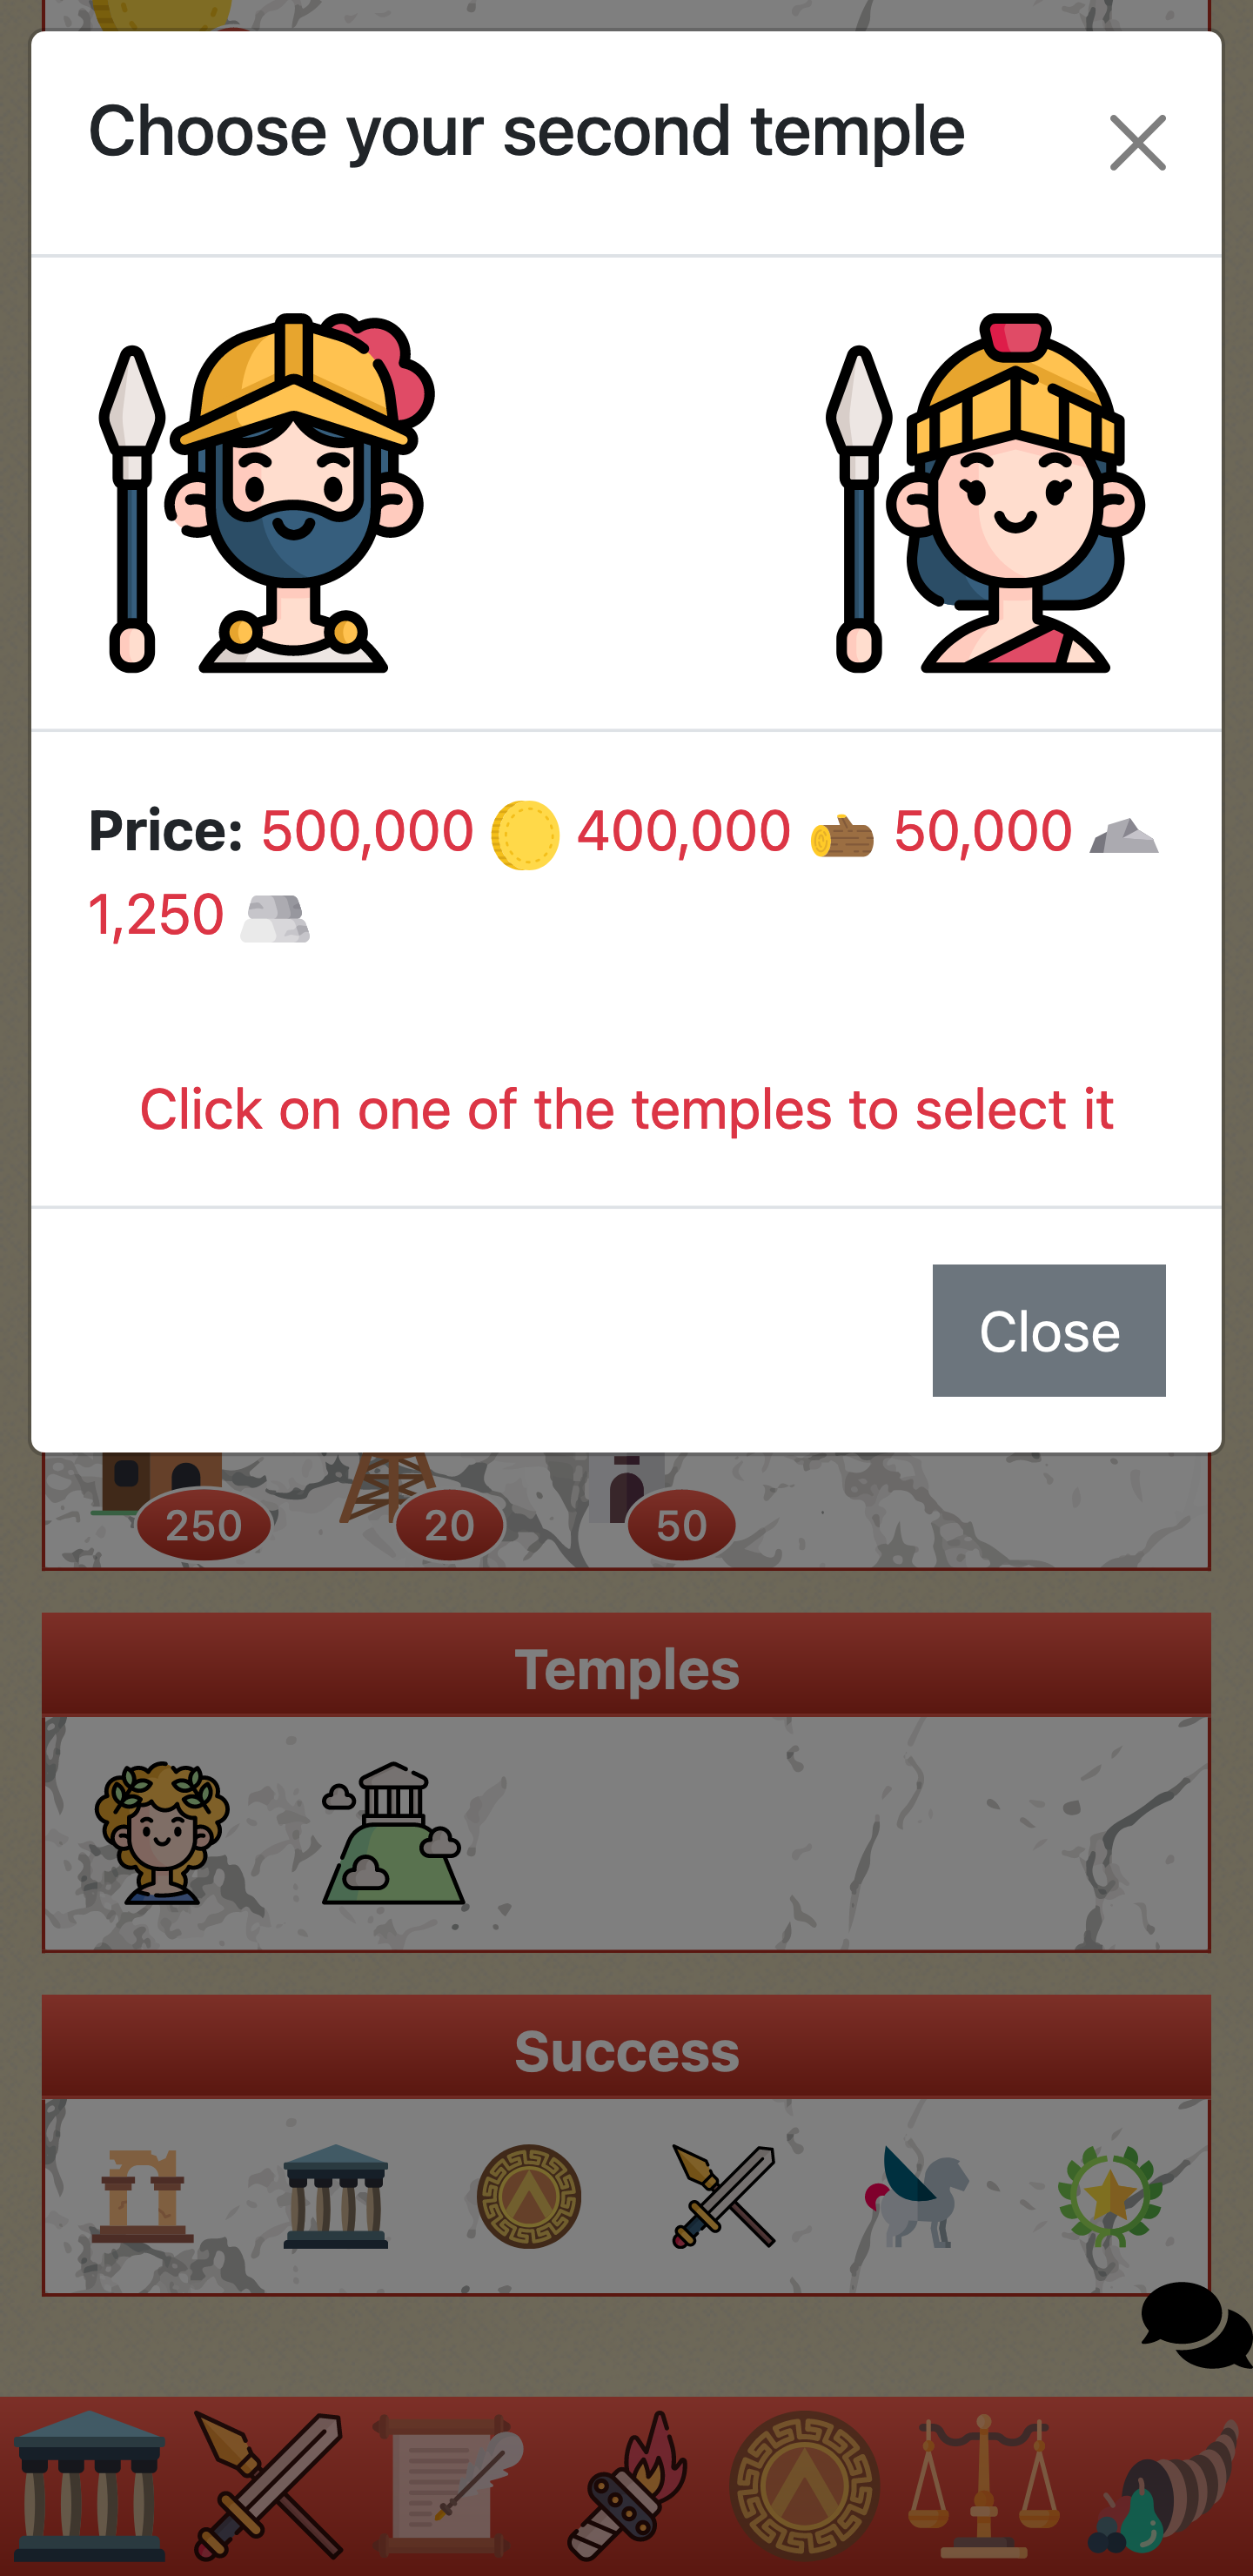 Choose your second temple
Price: 500,000 400,000 50,000
1,250
Click on one of the temples to select it
Close
250 20 50
Temples
Success